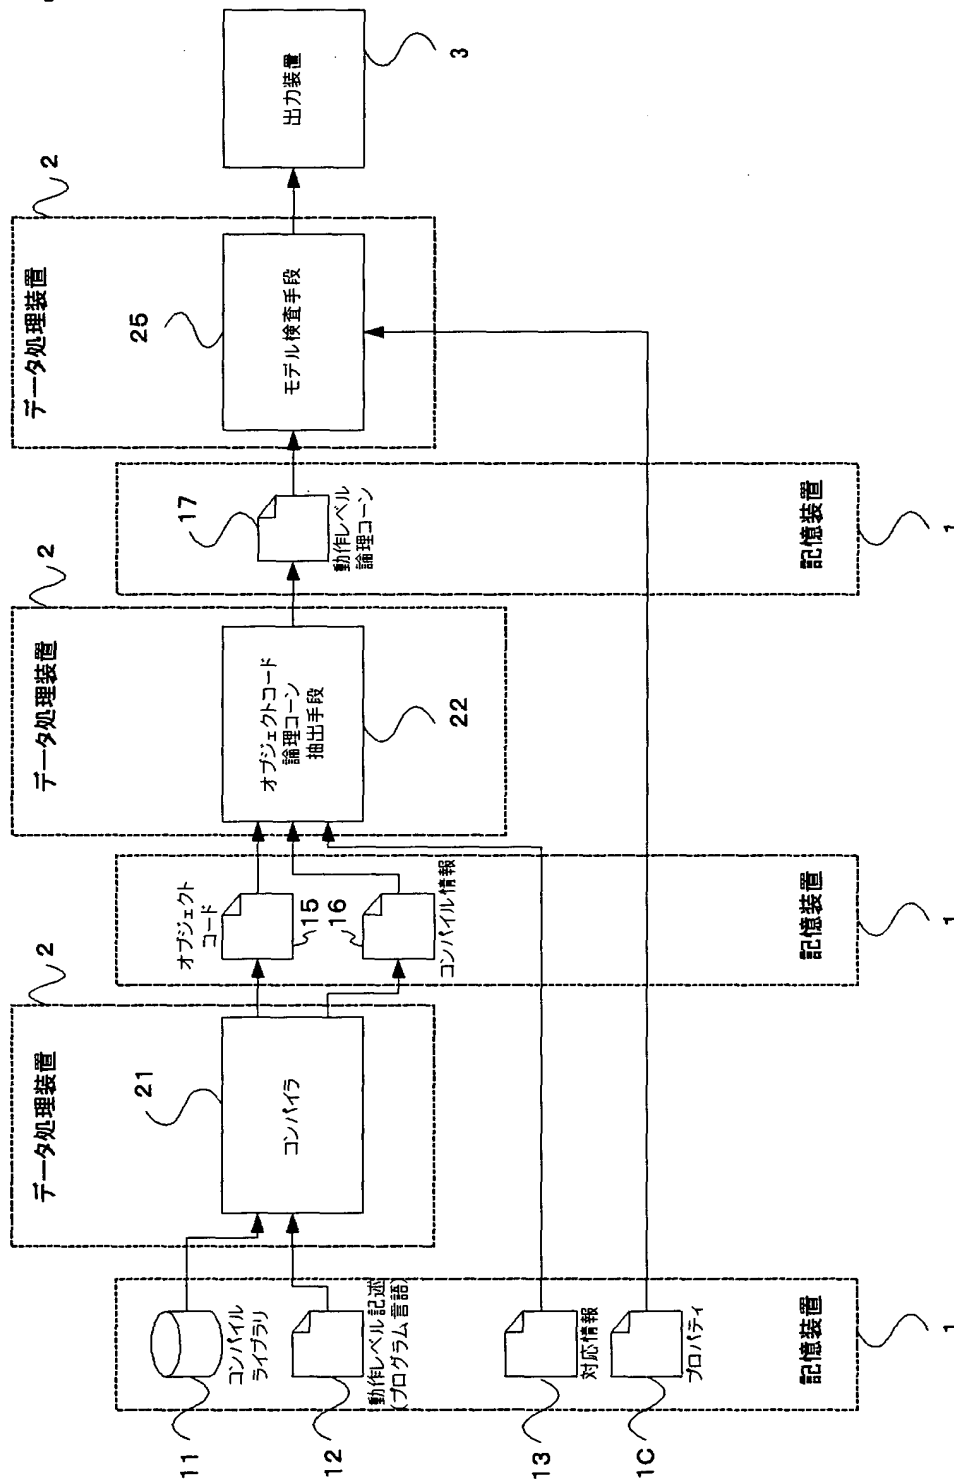 記憶装置
1
コンパイル
ライブラリ
11
動作レベル記述
(プログラム言語)
12
対応情報
13
プロパティ
1C
データ処理装置
2
コンパイラ
21
記憶装置
1
オブジェクト
コード
15
16
コンパイル情報
データ処理装置
2
オブジェクトコード
論理コーン
抽出手段
22
記憶装置
1
17
動作レベル
論理コーン
データ処理装置
2
25
モデル検査手段
出力装置
3